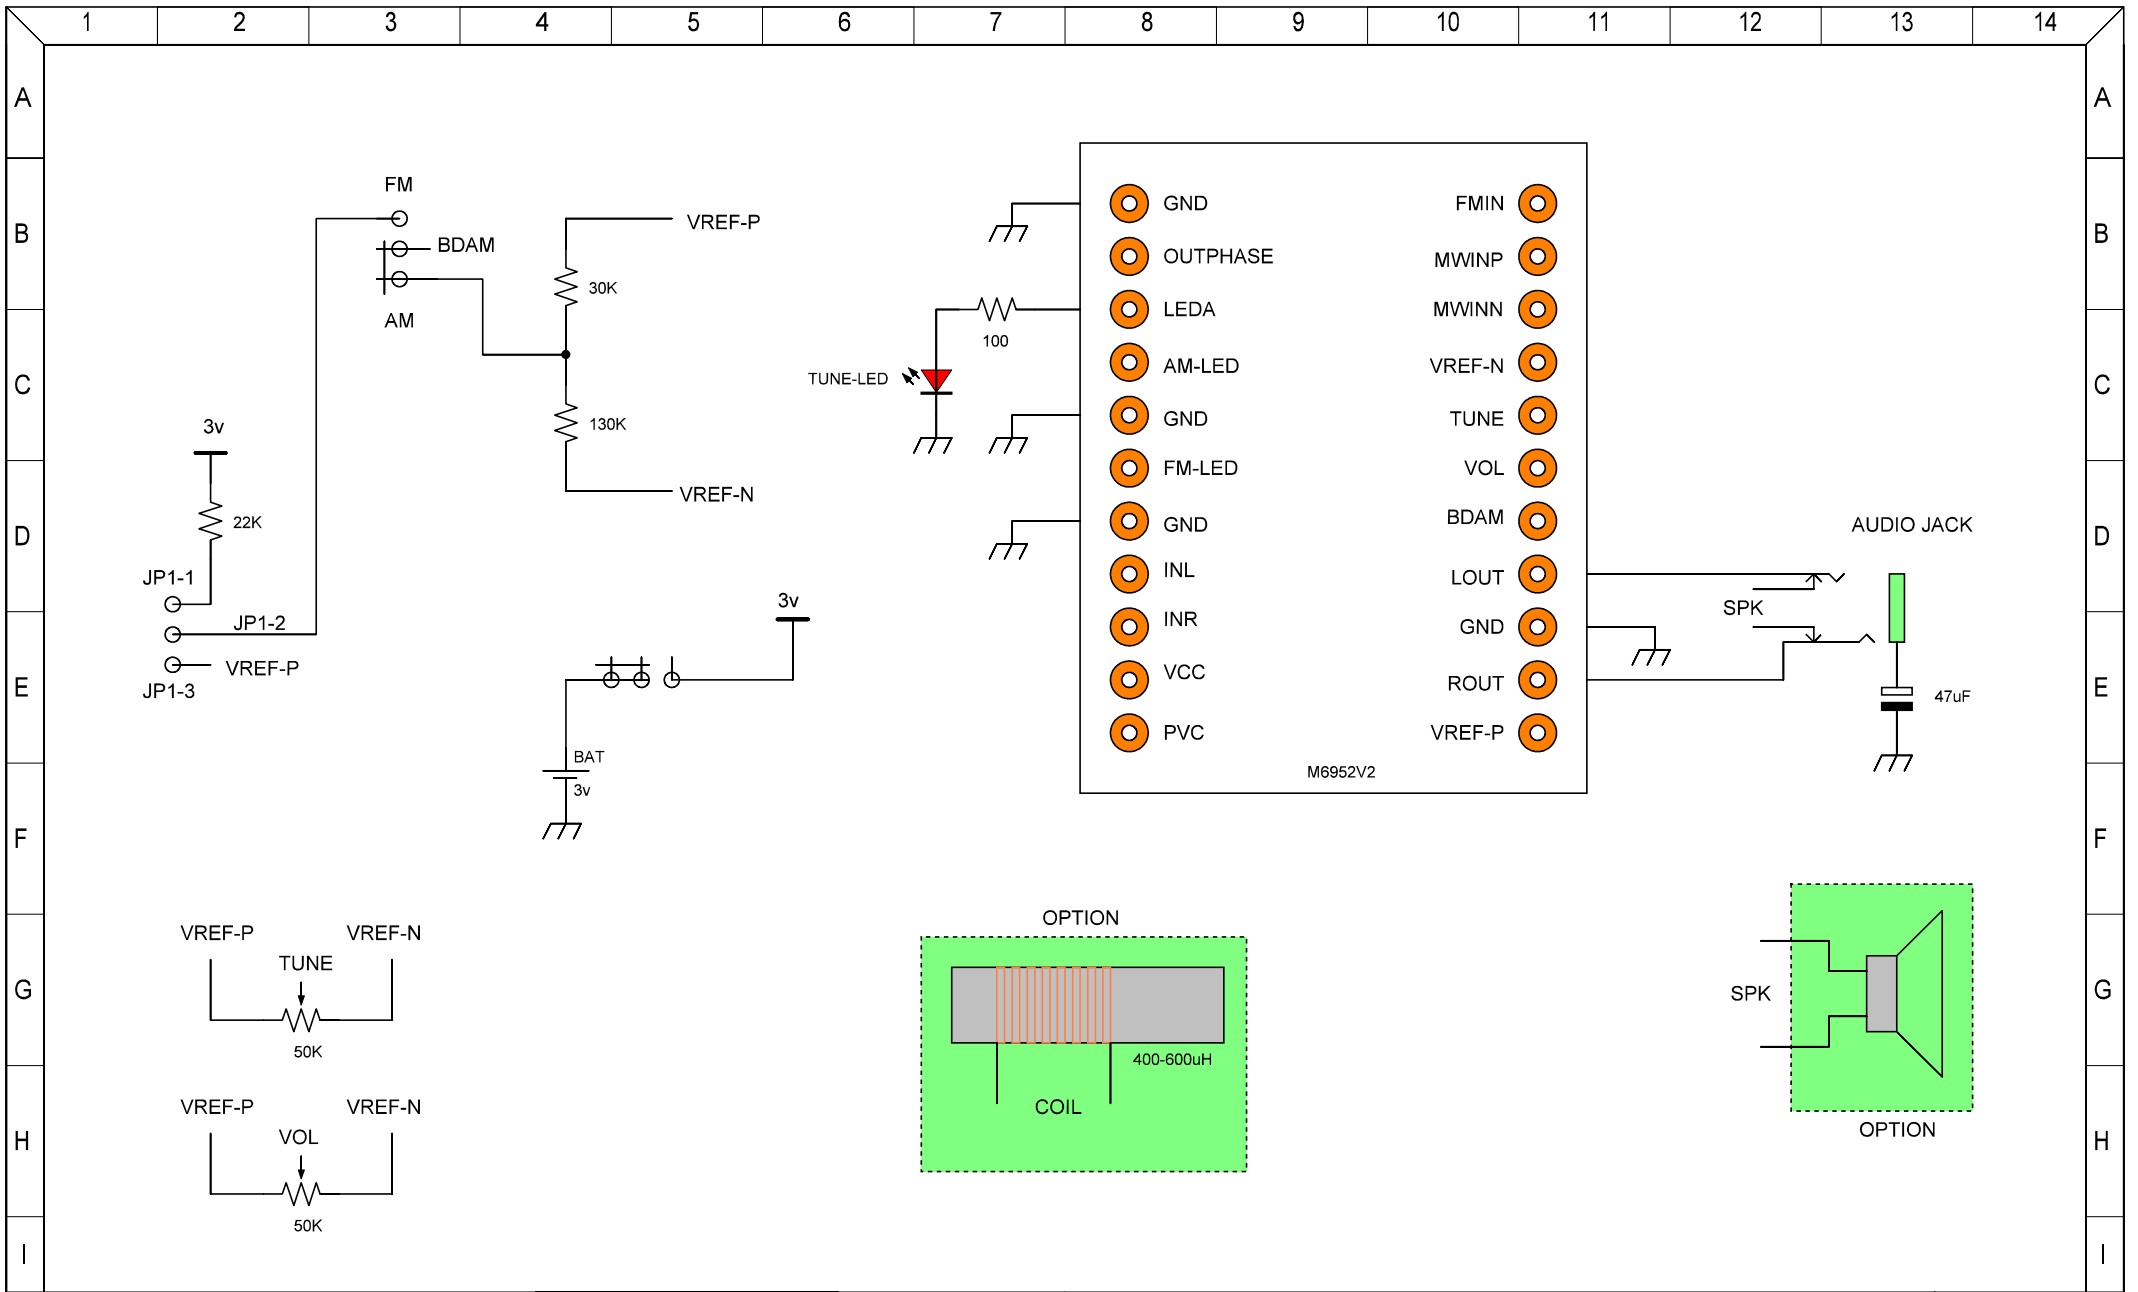 1 2 3 4 5 6 7 8 9 10 11 12 13 14
A A
FM
GND FMIN
B VREF-P B
BDAM
OUTPHASE MWINP
30K
LEDA MWINN
AM
100
AM-LED VREF-N
TUNE-LED
C C
GND TUNE
3v 130K
FM-LED VOL
VREF-N
22K
GND BDAM
AUDIO JACK
D D
JP1-1
INL LOUT
3v
SPK
JP1-2
INR GND
VREF-P
VCC ROUT
E E
JP1-3
47uF
PVC VREF-P
BAT
M6952V2
3v
F F
OPTION
VREF-P VREF-N
TUNE
G SPK G
50K
400-600uH
VREF-P VREF-N
COIL
OPTION
VOL
H H
50K
I I